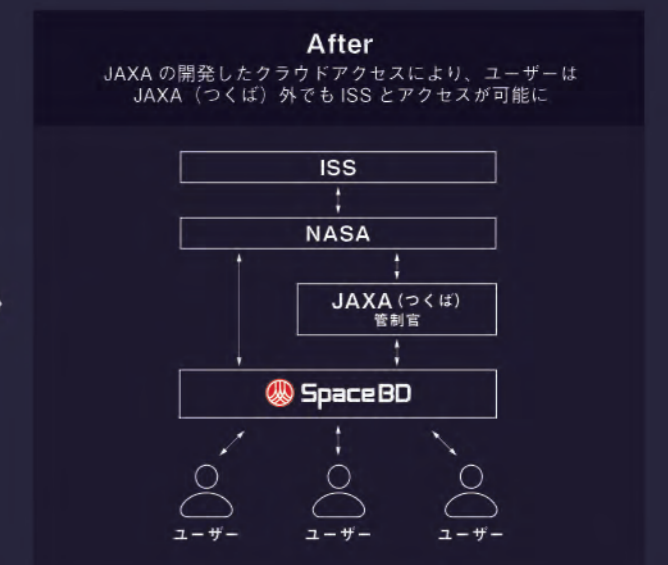 After
JAXA の開発したクラウドアクセスにより、ユーザーは
JAXA（つくば）外でも ISS とアクセスが可能に
ISS
NASA
JAXA（つくば）
管制官
SpaceBD
ユーザー ユーザー ユーザー